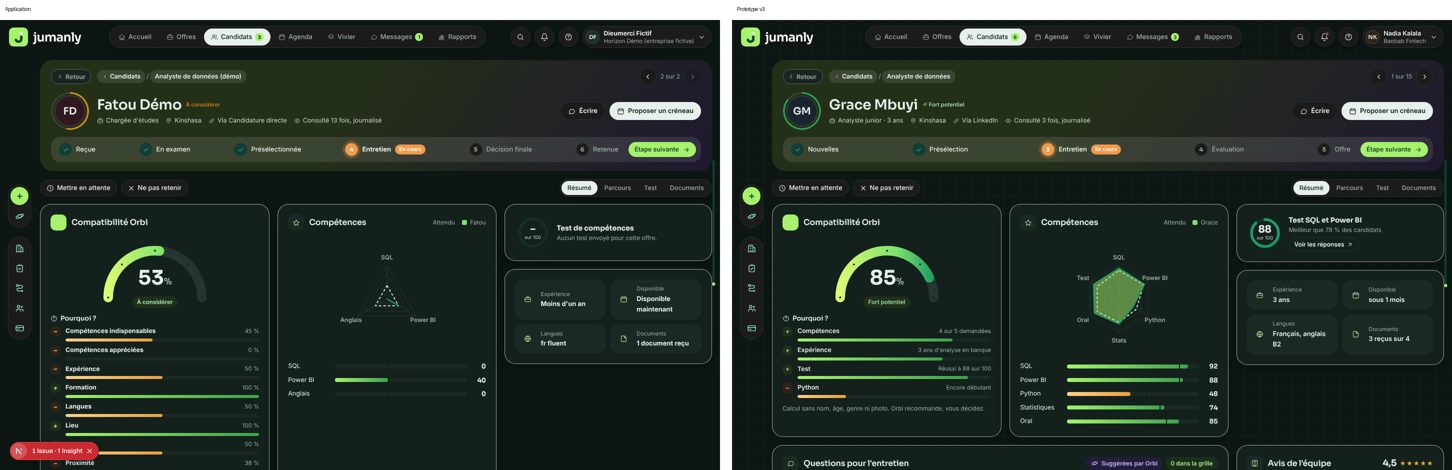 Application
jumanly
Accueil
Offres
Candidats 3
Agenda
Vivier
Messages 1
Rapports
DF
Dieumerci Fictif
Horizon Démo (entreprise fictive)
Retour
Candidats / Analyste de données (démo)
2 sur 2
FD
Fatou Démo
À considérer
Chargée d'études
Kinshasa
Via Candidature directe
Consulté 13 fois, journalisé
Écrire
Proposer un créneau
Reçue
En examen
Présélectionnée
4 Entretien En cours
5 Décision finale
6 Retenue
Étape suivante →
Mettre en attente
Ne pas retenir
Résumé
Parcours
Test
Documents
Compatibilité Orbi
53%
À considérer
Pourquoi ?
Compétences indispensables 45 %
Compétences appréciées 0 %
Expérience 50 %
Formation 100 %
Langues 50 %
Lieu 100 %
50 %
Proximité 38 %
N 1 Issue · 1 Insight ×
Compétences
Attendu
Fatou
SQL
Anglais
Power BI
SQL 0
Power BI 40
Anglais 0
–
sur 100
Test de compétences
Aucun test envoyé pour cette offre.
Expérience
Moins d'un an
Disponible
Disponible
maintenant
Langues
fr fluent
Documents
1 document reçu
Prototype v3
jumanly
Accueil
Offres
Candidats 6
Agenda
Vivier
Messages 3
Rapports
NK
Nadia Kalala
Baobab Fintech
Retour
Candidats / Analyste de données
1 sur 15
GM
Grace Mbuyi
Fort potentiel
Analyste junior · 3 ans
Kinshasa
Via LinkedIn
Consulté 3 fois, journalisé
Écrire
Proposer un créneau
Nouvelles
Présélection
3 Entretien En cours
4 Évaluation
5 Offre
Étape suivante →
Mettre en attente
Ne pas retenir
Résumé
Parcours
Test
Documents
Compatibilité Orbi
85%
Fort potentiel
Pourquoi ?
Compétences 4 sur 5 demandées
Expérience 3 ans d'analyse en banque
Test Réussi à 88 sur 100
Python Encore débutant
Calcul sans nom, âge, genre ni photo. Orbi recommande, vous décidez.
Compétences
Attendu
Grace
SQL
Test
Power BI
Oral
Python
Stats
SQL 92
Power BI 88
Python 48
Statistiques 74
Oral 85
88
sur 100
Test SQL et Power BI
Meilleur que 78 % des candidats
Voir les réponses
Expérience
3 ans
Disponible
sous 1 mois
Langues
Français, anglais
B2
Documents
3 reçus sur 4
Questions pour l'entretien
Suggérées par Orbi
0 dans la grille
Avis de l'équipe
4,5 ★★★★★